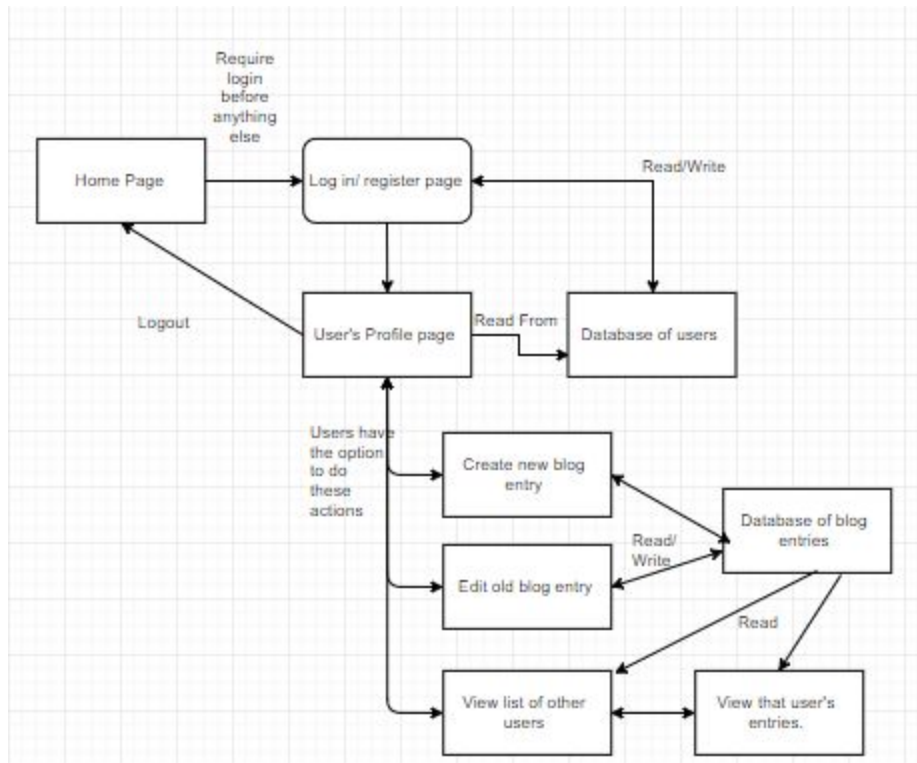 Require
login
before
anything
else
Home Page
Log in/ register page
Read/Write
Logout
User's Profile page
Read From
Database of users
Users have
the option
to do
these
actions
Create new blog
entry
Database of blog
entries
Read/
Write
Edit old blog entry
Read
View list of other
users
View that user's
entries.